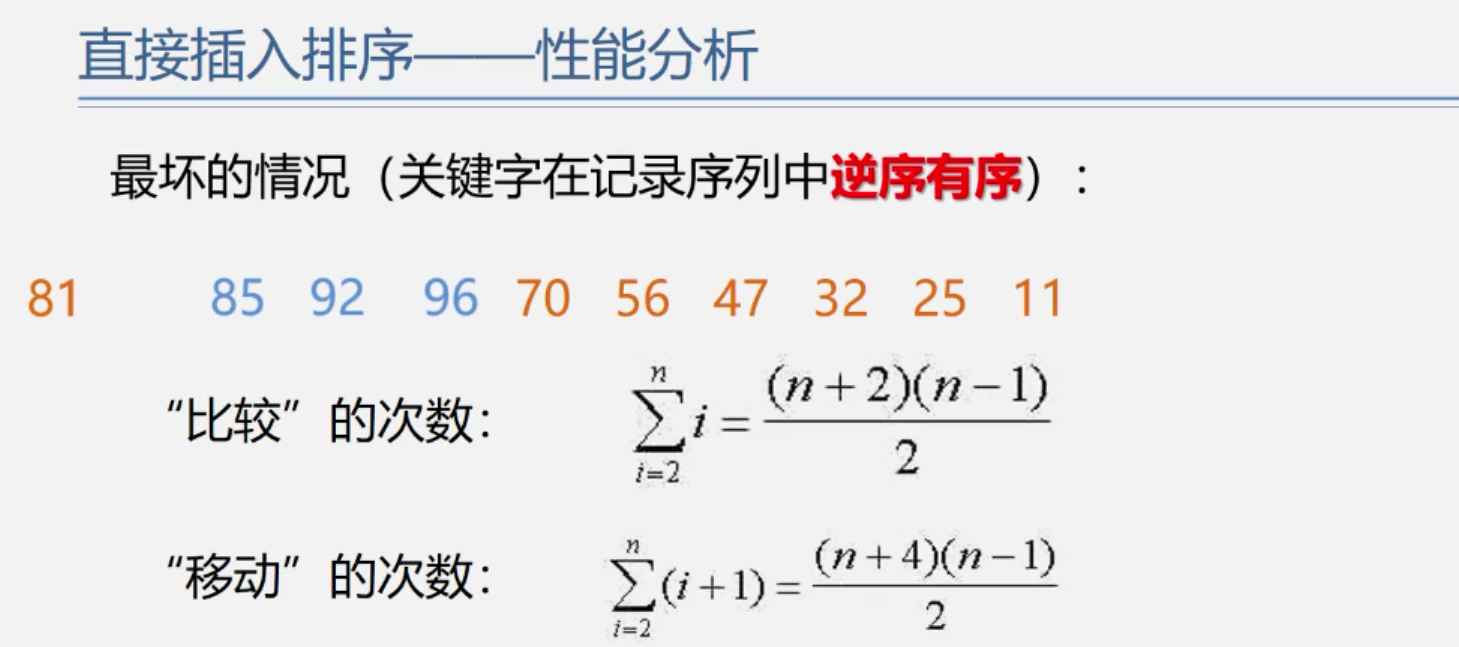 直接插入排序——性能分析
最坏的情况（关键字在记录序列中逆序有序）:
81 85 92 96 70 56 47 32 25 11
“比较”的次数: \sum_{i=2}^{n} i = \frac{(n+2)(n-1)}{2}
“移动”的次数: \sum_{i=2}^{n} (i+1) = \frac{(n+4)(n-1)}{2}